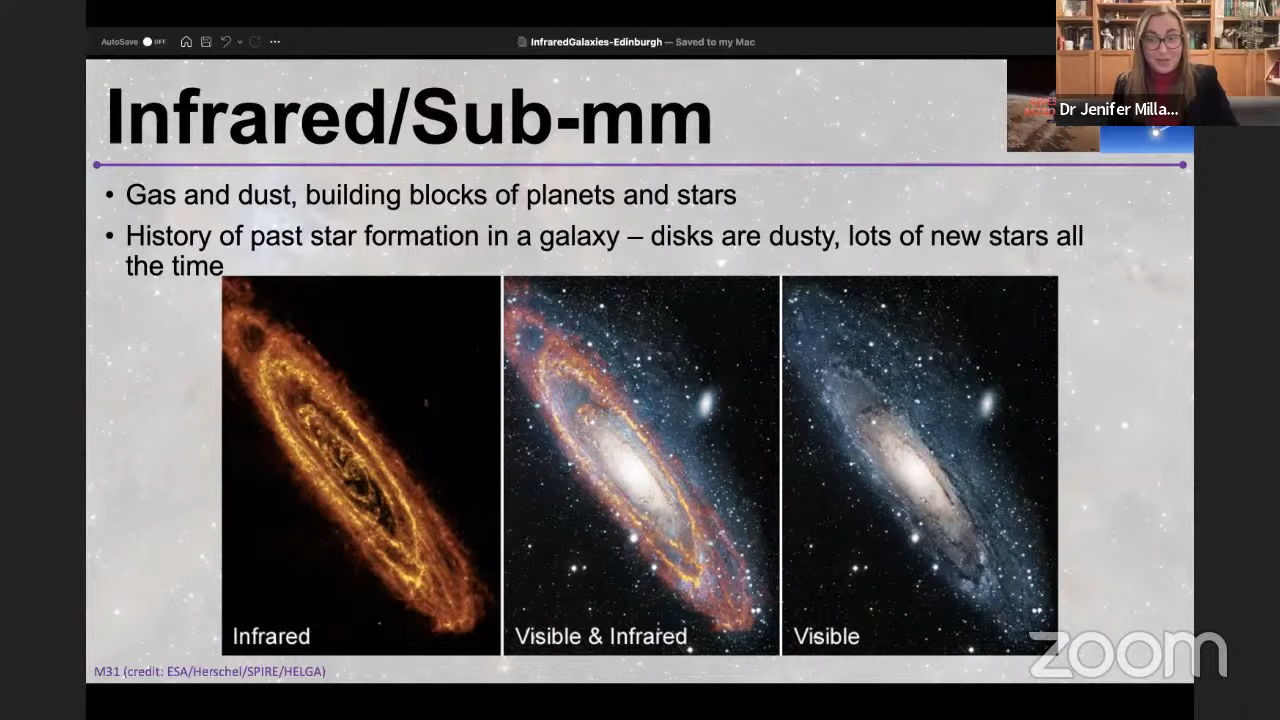 AutoSave OFF
InfraredGalaxies-Edinburgh — Saved to my Mac
Infrared/Sub-mm
Dr Jenifer Milla...
• Gas and dust, building blocks of planets and stars
• History of past star formation in a galaxy – disks are dusty, lots of new stars all
the time
Infrared
Visible & Infrared
Visible
zoom
M31 (credit: ESA/Herschel/SPIRE/HELGA)